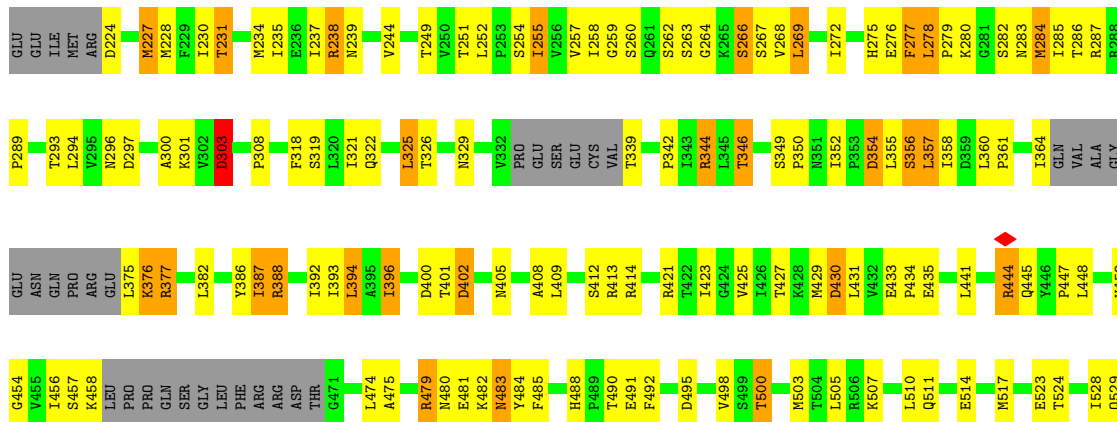 GLU GLU ILE MET ARG D224 M227 M228 F229 I230 T231 M234 I235 E236 I237 R238 N239 V244 T249 V250 T251 L252 P253 S254 I255 V256 V257 I258 G259 S260 Q261 S262 S263 G264 K265 S266 S267 V268 L269 I272 H275 E276 F277 L278 P279 K280 G281 S282 N283 M284 I285 T286 R287 R288
P289 T293 L294 V295 N296 D297 A300 K301 V302 D303 P308 F318 S319 L320 I321 Q322 L325 T326 N329 V332 PRO GLU SER GLU CYS VAL T339 P342 I343 R344 L345 T346 S349 P350 N351 I352 P353 D354 L355 S356 L357 I358 D359 L360 P361 I364 GLN VAL ALA GLY
GLU ASN GLN PRO ARG GLU L375 K376 R377 L382 Y386 I387 R388 I392 I393 L394 A395 I396 D400 T401 D402 N405 A408 L409 S412 R413 R414 R421 T422 I423 G424 V425 I426 T427 K428 M429 D430 L431 V432 E433 P434 E435 L441 R444 Q445 Y446 P447 L448
G454 V455 I456 S457 K458 LEU PRO PRO GLN SER GLY LEU PHE ARG ARG ASP THR G471 L474 A475 R479 N480 E481 K482 N483 Y484 F485 H488 P489 T490 E491 F492 D495 V498 S499 T500 M503 T504 L505 R506 K507 L510 Q511 E514 M517 E523 T524 I528